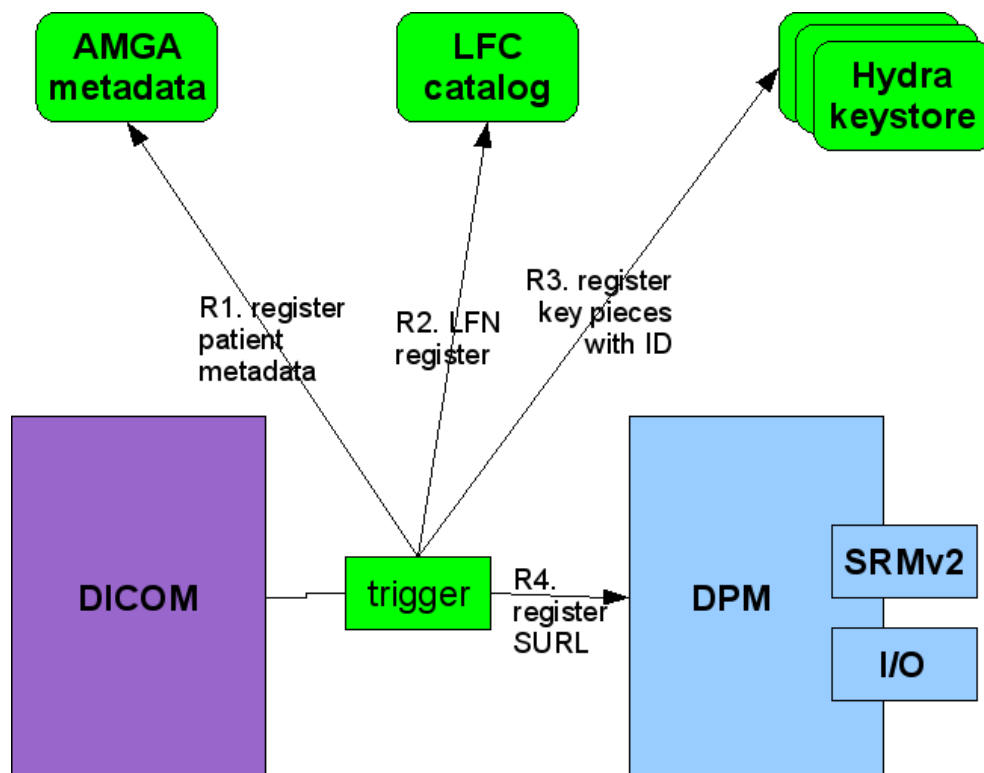 AMGA
metadata
LFC
catalog
Hydra
keystore
R1. register
patient
metadata
R2. LFN
register
R3. register
key pieces
with ID
DICOM
trigger
R4.
register
SURL
DPM
SRMv2
I/O